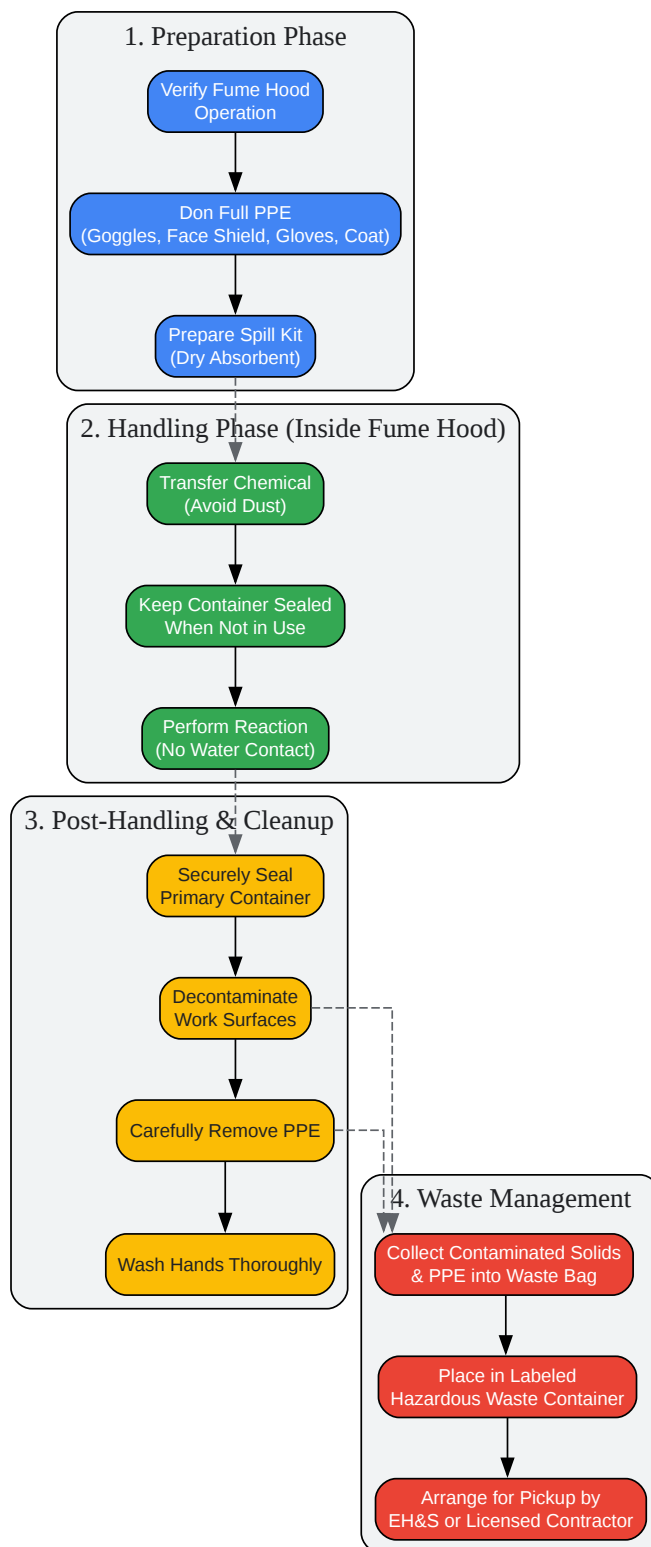 1. Preparation Phase
Verify Fume Hood
Operation
Don Full PPE
(Goggles, Face Shield, Gloves, Coat)
Prepare Spill Kit
(Dry Absorbent)
2. Handling Phase (Inside Fume Hood)
Transfer Chemical
(Avoid Dust)
Keep Container Sealed
When Not in Use
Perform Reaction
(No Water Contact)
3. Post-Handling & Cleanup
Securely Seal
Primary Container
Decontaminate
Work Surfaces
Carefully Remove PPE
Wash Hands Thoroughly
4. Waste Management
Collect Contaminated Solids
& PPE into Waste Bag
Place in Labeled
Hazardous Waste Container
Arrange for Pickup by
EH&S or Licensed Contractor